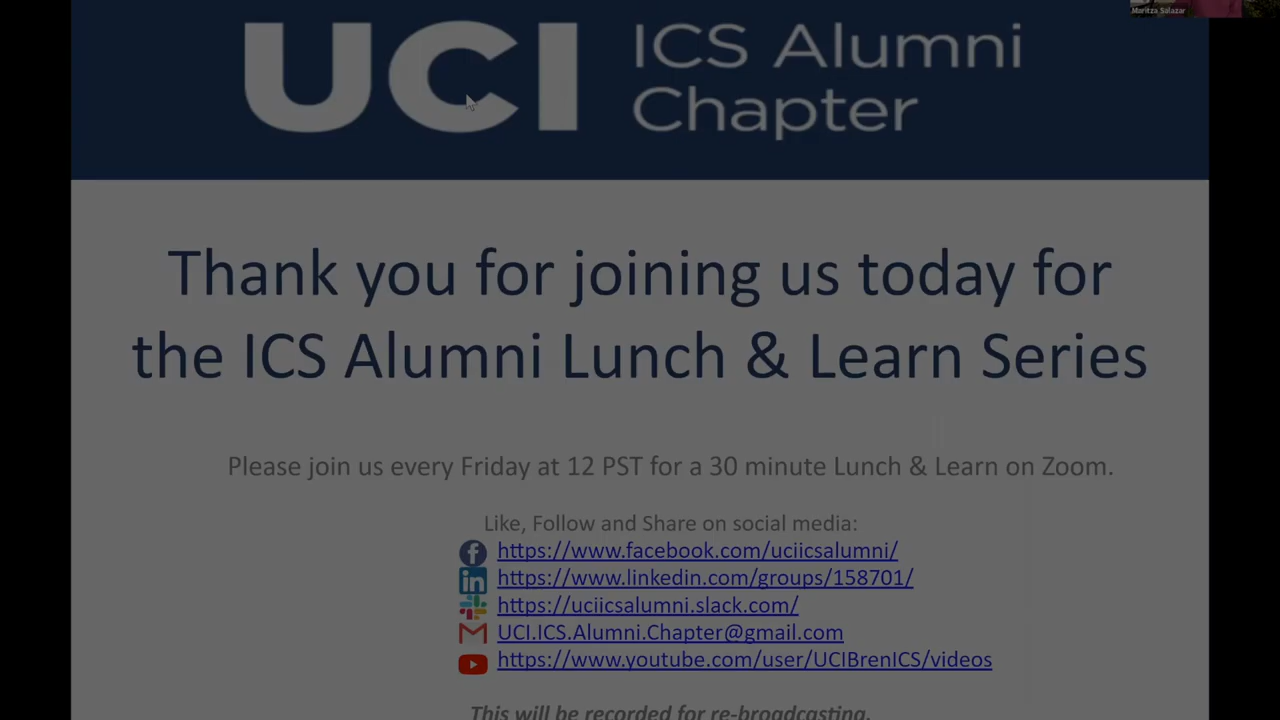 Maritza Salazar
UCI ICS Alumni
Chapter
Thank you for joining us today for
the ICS Alumni Lunch & Learn Series
Please join us every Friday at 12 PST for a 30 minute Lunch & Learn on Zoom.
Like, Follow and Share on social media:
https://www.facebook.com/uciicsalumni/
https://www.linkedin.com/groups/158701/
https://uciicsalumni.slack.com/
UCI.ICS.Alumni.Chapter@gmail.com
https://www.youtube.com/user/UCIBrenICS/videos
This will be recorded for re-broadcasting.